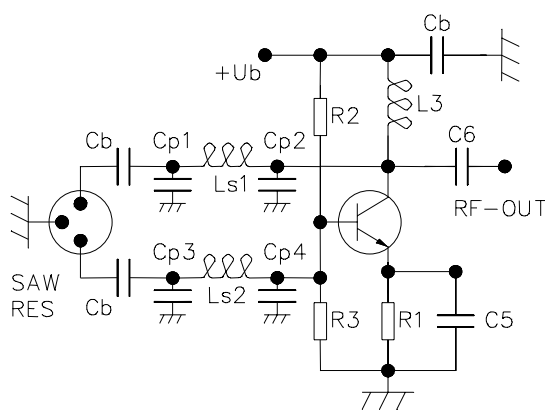 Cb
+Ub
L3
R2
Cb
Cp1
Cp2
C6
Ls1
RF-OUT
Cp3
Cp4
SAW
RES
Cb
Ls2
R3
R1
C5